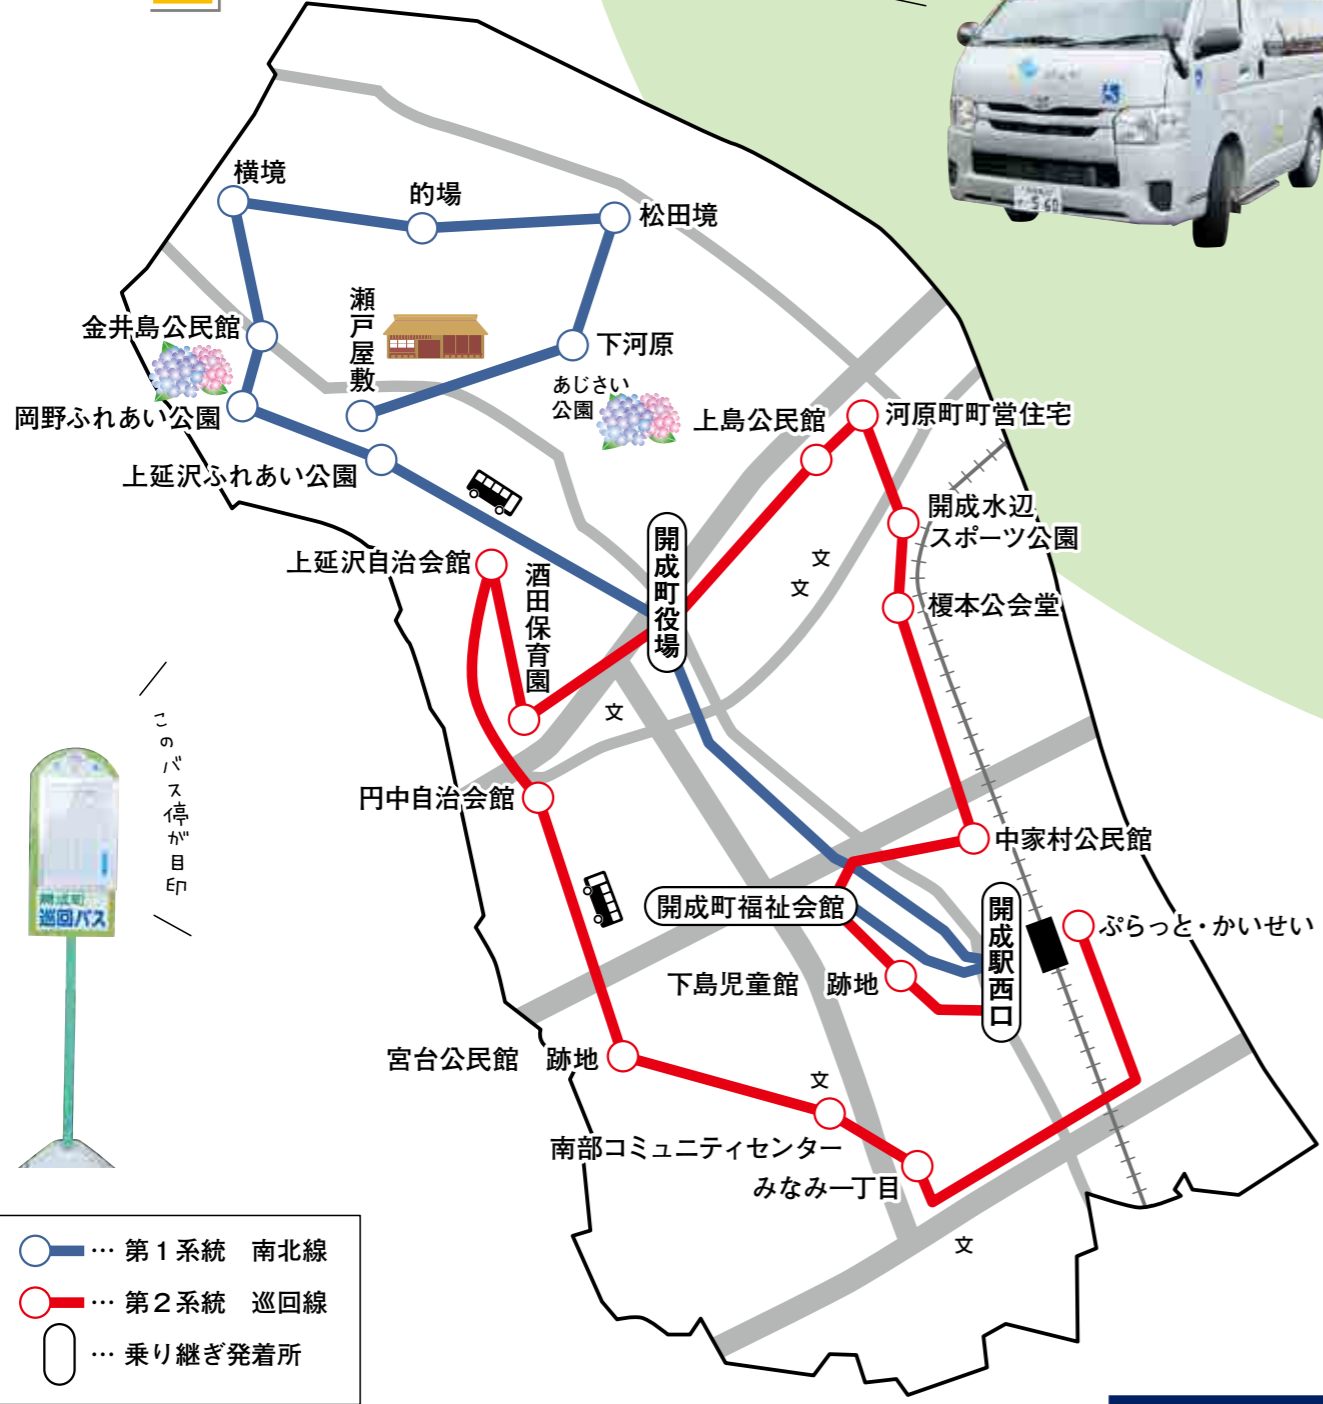 5 60
横境
的場
松田境
瀬戸屋敷
金井島公民館
下河原
あじさい
公園
岡野ふれあい公園
上島公民館
河原町町営住宅
上延沢ふれあい公園
開成水辺
スポーツ公園
開成町役場
上延沢自治会館
酒田保育園
文
文
榎本公会堂
文
このバス停が目印
円中自治会館
中家村公民館
開成町
巡回バス
開成町福祉会館
開成駅西口
ぷらっと・かいせい
下島児童館 跡地
宮台公民館 跡地
文
南部コミュニティセンター
みなみ一丁目
文
… 第1系統 南北線
… 第2系統 巡回線
… 乗り継ぎ発着所